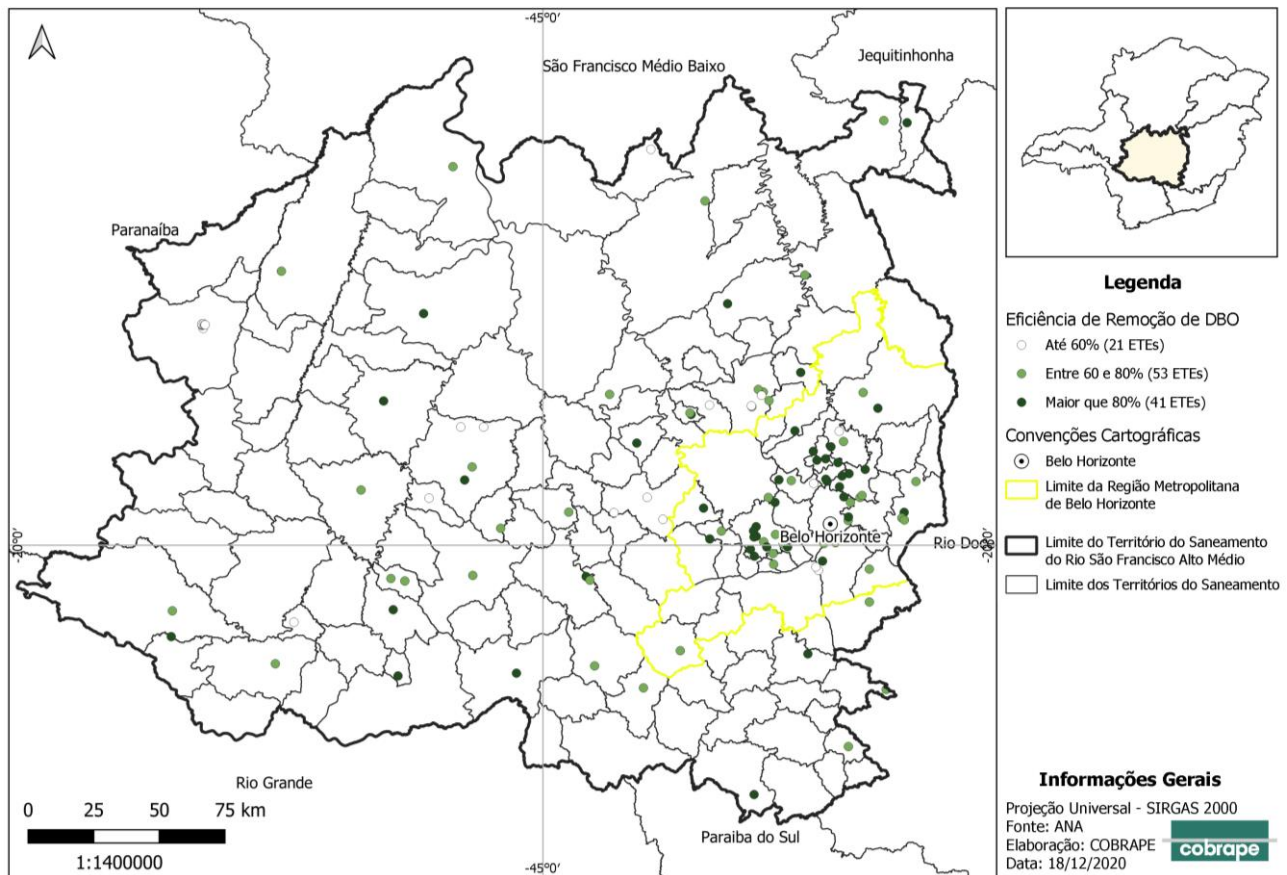 -45°0'
São Francisco Médio Baixo
Jequitinhonha
Paranaíba
Belo Horizonte
-20°0'
Rio Doce
-20°0'
Rio Grande
0 25 50 75 km
1:1400000
Paraiba do Sul
-45°0'
Legenda
Eficiência de Remoção de DBO
Até 60% (21 ETEs)
Entre 60 e 80% (53 ETEs)
Maior que 80% (41 ETEs)
Convenções Cartográficas
Belo Horizonte
Limite da Região Metropolitana
de Belo Horizonte
Limite do Território do Saneamento
do Rio São Francisco Alto Médio
Limite dos Territórios do Saneamento
Informações Gerais
Projeção Universal - SIRGAS 2000
Fonte: ANA
Elaboração: COBRAPE
Data: 18/12/2020
cobrape